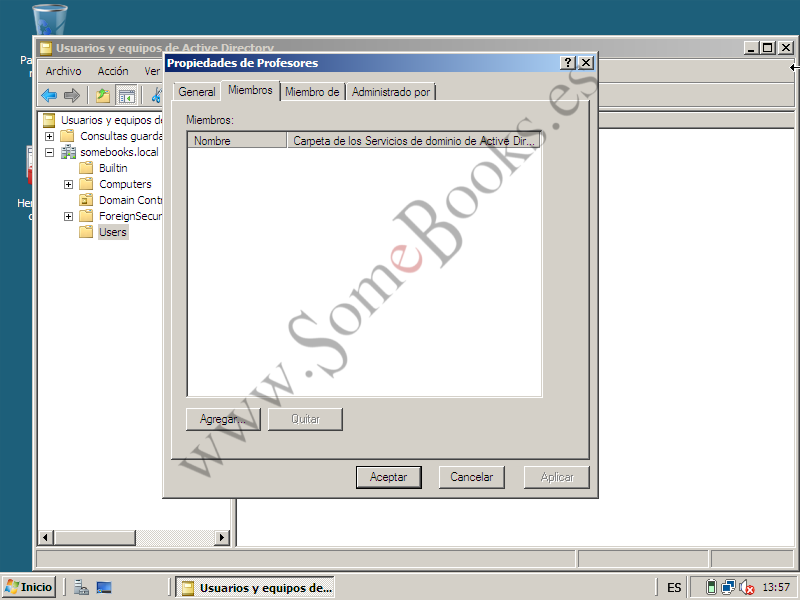 Pa
Usuarios y equipos de Active Directory
Archivo Acción Ver
Propiedades de Profesores
General Miembros Miembro de Administrado por
Miembros:
Nombre Carpeta de los Servicios de dominio de Active Dir...
Usuarios y equipos de
Consultas guarda
somebooks.local
Builtin
Computers
Domain Contr
ForeignSecur
Users
Her
Agregar... Quitar
Aceptar Cancelar Aplicar
www.SomeBooks.es
Inicio Usuarios y equipos de... ES 13:57